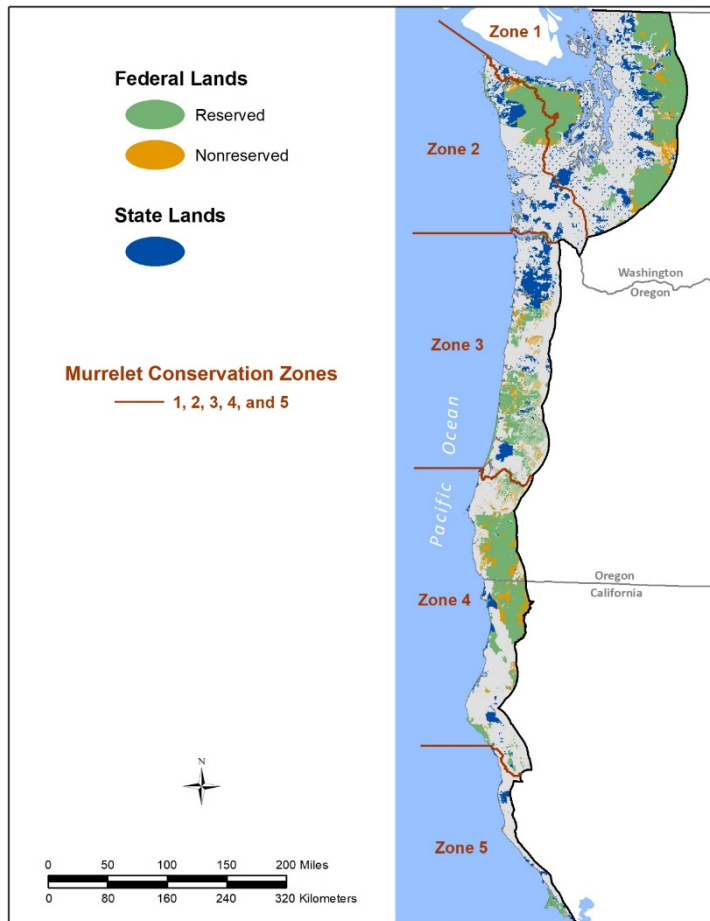 Zone 1
Federal Lands
Reserved
Nonreserved
Zone 2
State Lands
Washington
Oregon
Zone 3
Murrelet Conservation Zones
1, 2, 3, 4, and 5
Pacific Ocean
Oregon
California
Zone 4
N
Zone 5
0 50 100 150 200 Miles
0 80 160 240 320 Kilometers